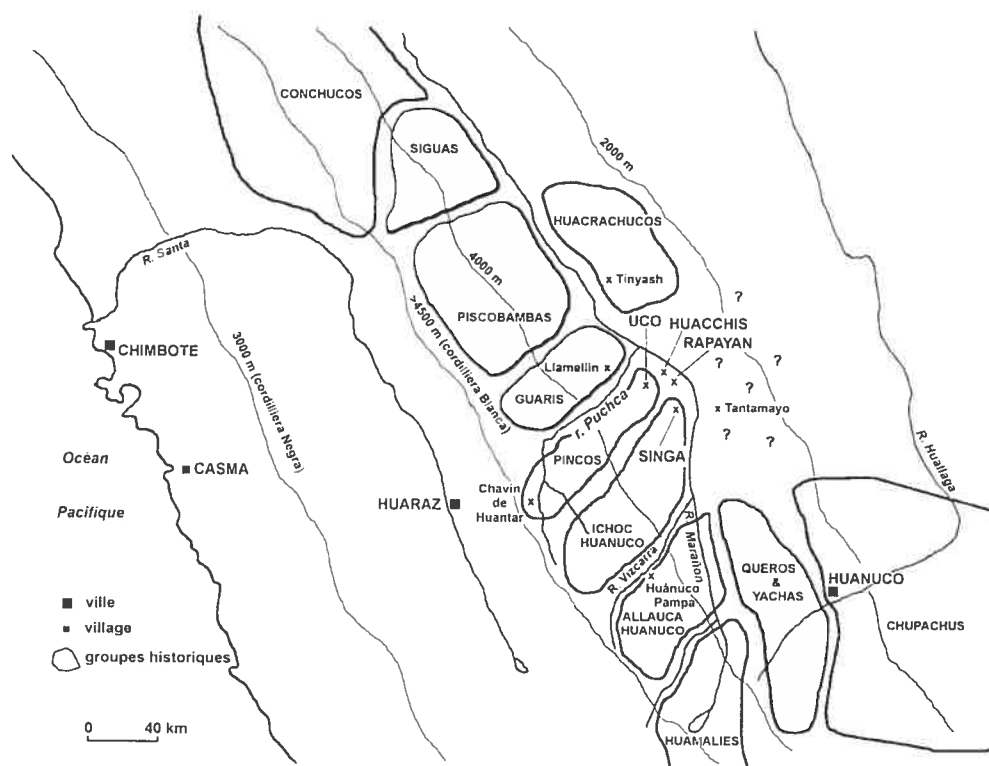 CONCHUCOS
SIGUAS
2000 m
HUACRACHUCOS
R. Santa
4000 m
x Tinyash
?
>4500 m (cordilliera Blanca)
PISCOBAMBAS
UCO
HUACCHIS
RAPAYAN
CHIMBOTE
3000 m (cordilliera Negra)
Llamellin x
x
x
x
?
?
GUARIS
r. Puchca
x
x Tantamayo
?
?
?
R. Huallaga
Océan
Pacifique
CASMA
PINCOS
SINGA
HUARAZ
Chavin
de
Huantar
x
ICHOC
HUANUCO
R. Marañon
R. Vizcarra
x
Huánuco
Pampa
QUEROS
&
YACHAS
HUANUCO
ville
village
groupes historiques
ALLAUCA
HUANUCO
CHUPACHUS
0 40 km
HUAMALIES